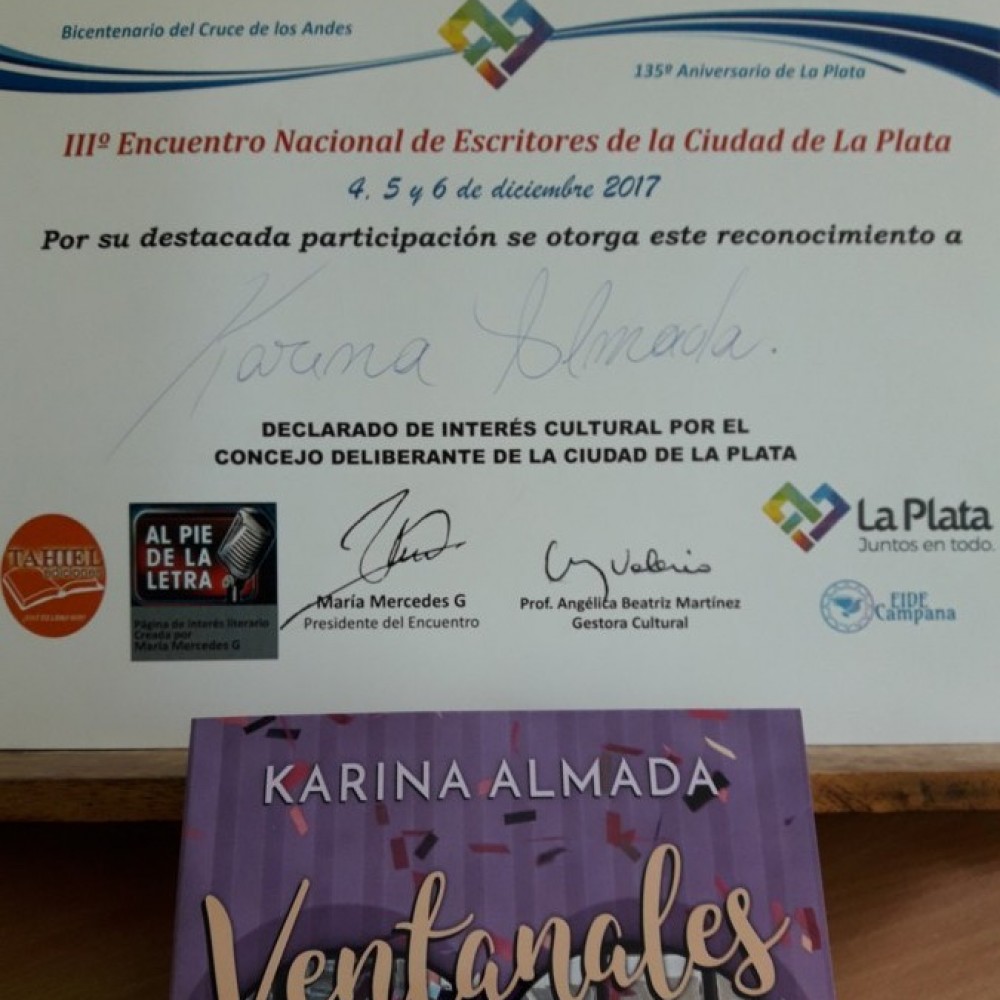 Bicentenario del Cruce de los Andes
135º Aniversario de La Plata
IIIº Encuentro Nacional de Escritores de la Ciudad de La Plata
4, 5 y 6 de diciembre 2017
Por su destacada participación se otorga este reconocimiento a
Karina Almada.
DECLARADO DE INTERÉS CULTURAL POR EL
CONCEJO DELIBERANTE DE LA CIUDAD DE LA PLATA
TAHIEL
ediciones
AL PIE
DE LA
LETRA
Página de interés literario
Creada por
María Mercedes G
María Mercedes G
Presidente del Encuentro
Prof. Angélica Beatriz Martínez
Gestora Cultural
La Plata
Juntos en todo.
EIDE
Campana
KARINA ALMADA
Ventanales